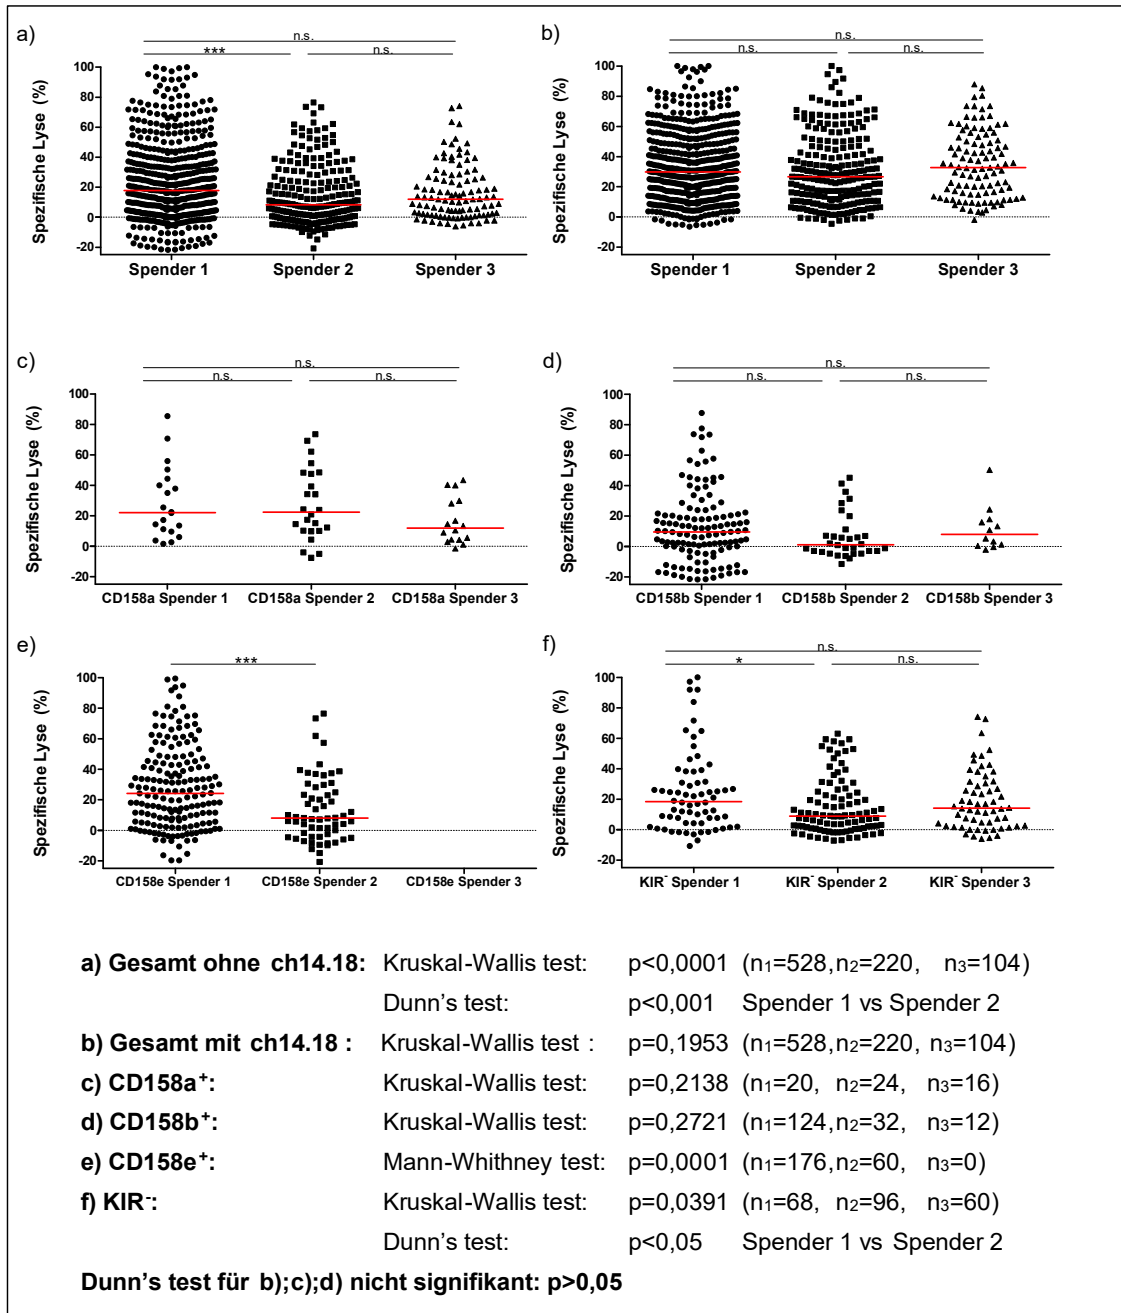 a)
n.s.
***
n.s.
Spezifische Lyse (%)
100
80
60
40
20
0
-20
Spender 1
Spender 2
Spender 3
b)
n.s.
n.s.
n.s.
Spezifische Lyse (%)
100
80
60
40
20
0
-20
Spender 1
Spender 2
Spender 3
c)
n.s.
n.s.
n.s.
Spezifische Lyse (%)
100
80
60
40
20
0
-20
CD158a Spender 1
CD158a Spender 2
CD158a Spender 3
d)
n.s.
n.s.
n.s.
Spezifische Lyse (%)
100
80
60
40
20
0
-20
CD158b Spender 1
CD158b Spender 2
CD158b Spender 3
e)
***
Spezifische Lyse (%)
100
80
60
40
20
0
-20
CD158e Spender 1
CD158e Spender 2
CD158e Spender 3
f)
n.s.
*
n.s.
Spezifische Lyse (%)
100
80
60
40
20
0
-20
KIR⁻ Spender 1
KIR⁻ Spender 2
KIR⁻ Spender 3
a) Gesamt ohne ch14.18: Kruskal-Wallis test: p<0,0001 (n₁=528, n₂=220, n₃=104)
Dunn's test: p<0,001 Spender 1 vs Spender 2
b) Gesamt mit ch14.18 : Kruskal-Wallis test : p=0,1953 (n₁=528, n₂=220, n₃=104)
c) CD158a⁺: Kruskal-Wallis test: p=0,2138 (n₁=20, n₂=24, n₃=16)
d) CD158b⁺: Kruskal-Wallis test: p=0,2721 (n₁=124, n₂=32, n₃=12)
e) CD158e⁺: Mann-Whithney test: p=0,0001 (n₁=176, n₂=60, n₃=0)
f) KIR⁻: Kruskal-Wallis test: p=0,0391 (n₁=68, n₂=96, n₃=60)
Dunn's test: p<0,05 Spender 1 vs Spender 2
Dunn's test für b);c);d) nicht signifikant: p>0,05